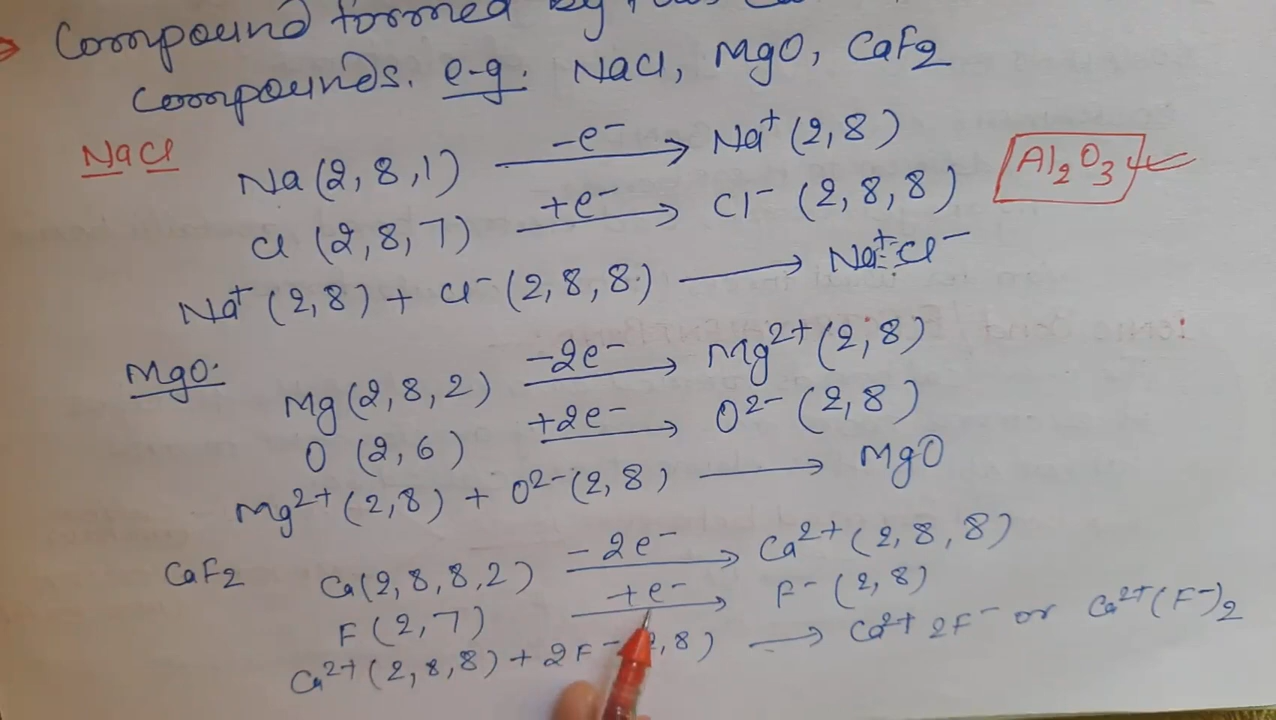 Compound formed by
Compounds. e.g. NaCl, MgO, CaF2
NaCl
Na (2,8,1) -e⁻ → Na⁺ (2,8)
Cl (2,8,7) +e⁻ → Cl⁻ (2,8,8)
Al₂O₃
Na⁺ (2,8) + Cl⁻ (2,8,8) → Na⁺Cl⁻
MgO:
Mg (2,8,2) -2e⁻ → Mg²⁺ (2,8)
O (2,6) +2e⁻ → O²⁻ (2,8)
Mg²⁺ (2,8) + O²⁻ (2,8) → MgO
CaF₂ Ca (2,8,8,2) -2e⁻ → Ca²⁺ (2,8,8)
F (2,7) +e⁻ → F⁻ (2,8)
Ca²⁺ (2,8,8) + 2F⁻ ,8) → Ca²⁺ 2F⁻ or Ca²⁺(F⁻)₂